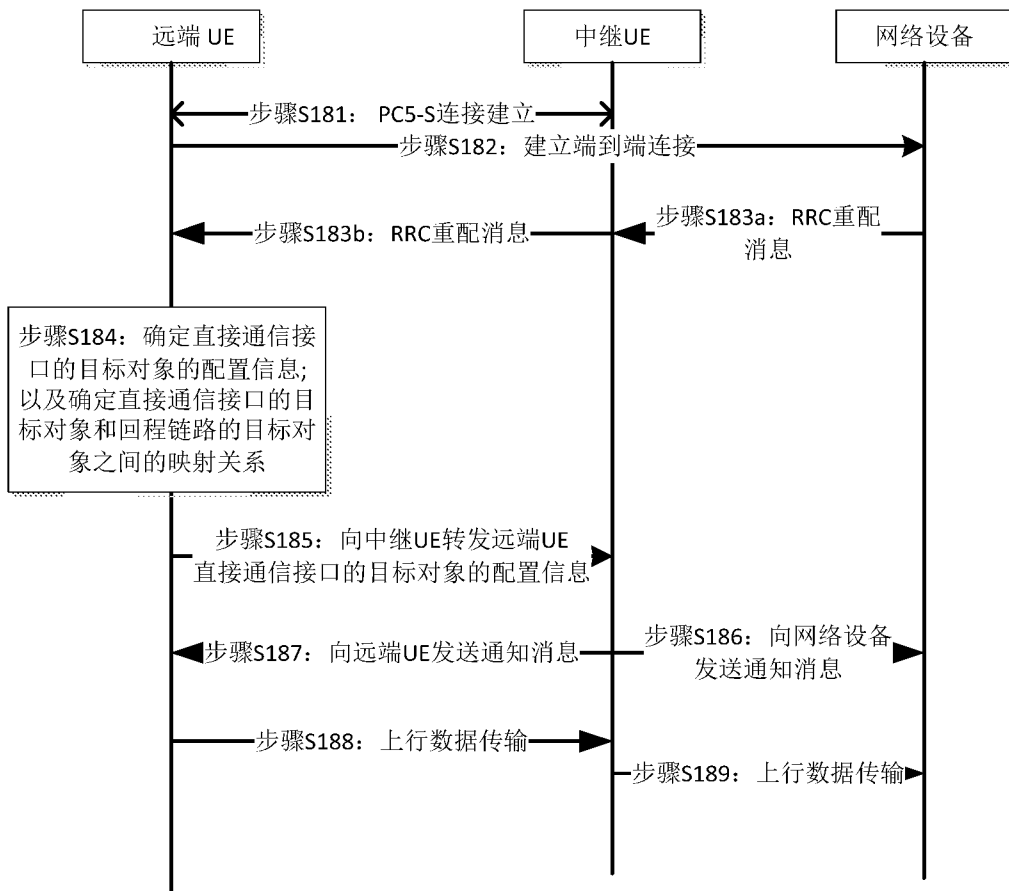 远端 UE
中继UE
网络设备
步骤S181： PC5-S连接建立
步骤S182：建立端到端连接
步骤S183a：RRC重配
消息
步骤S183b：RRC重配消息
步骤S184：确定直接通信接
口的目标对象的配置信息;
以及确定直接通信接口的目
标对象和回程链路的目标对
象之间的映射关系
步骤S185：向中继UE转发远端UE
直接通信接口的目标对象的配置信息
步骤S186：向网络设备
发送通知消息
步骤S187：向远端UE发送通知消息
步骤S188：上行数据传输
步骤S189：上行数据传输